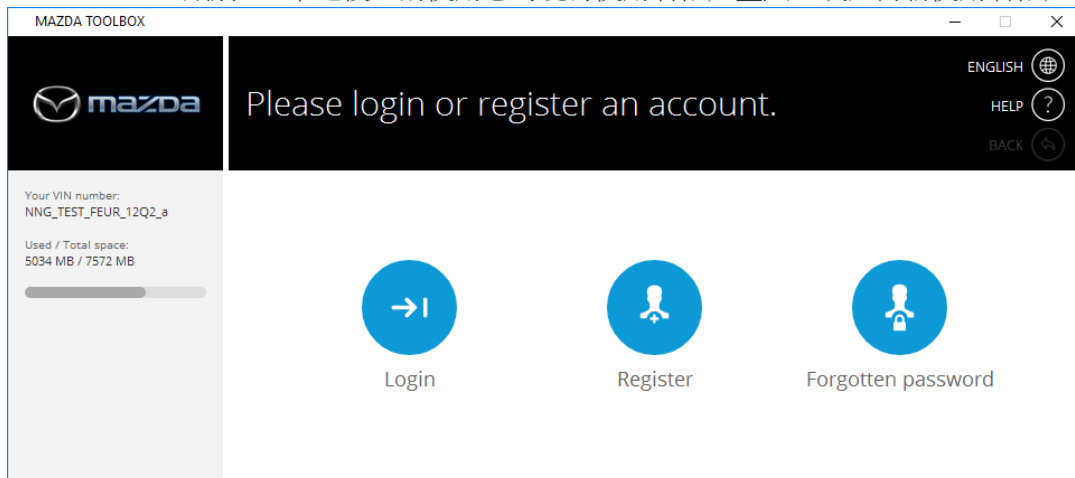 MAZDA TOOLBOX
mazda
Please login or register an account.
ENGLISH
HELP
BACK
Your VIN number:
NNG_TEST_FEUR_12Q2_a
Used / Total space:
5034 MB / 7572 MB
Login
Register
Forgotten password